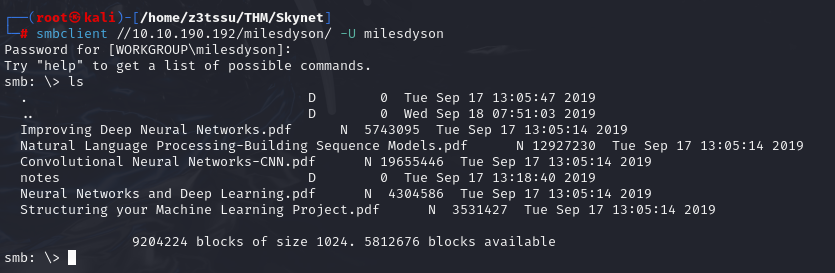 ┌──(root㉿kali)-[/home/z3tssu/THM/Skynet]
└─# smbclient //10.10.190.192/milesdyson/ -U milesdyson
Password for [WORKGROUP\milesdyson]:
Try "help" to get a list of possible commands.
smb: \> ls
  .                                   D        0  Tue Sep 17 13:05:47 2019
  ..                                  D        0  Wed Sep 18 07:51:03 2019
  Improving Deep Neural Networks.pdf      N  5743095  Tue Sep 17 13:05:14 2019
  Natural Language Processing-Building Sequence Models.pdf      N 12927230  Tue Sep 17 13:05:14 2019
  Convolutional Neural Networks-CNN.pdf      N 19655446  Tue Sep 17 13:05:14 2019
  notes                               D        0  Tue Sep 17 13:18:40 2019
  Neural Networks and Deep Learning.pdf      N  4304586  Tue Sep 17 13:05:14 2019
  Structuring your Machine Learning Project.pdf      N  3531427  Tue Sep 17 13:05:14 2019
                9204224 blocks of size 1024. 5812676 blocks available
smb: \>